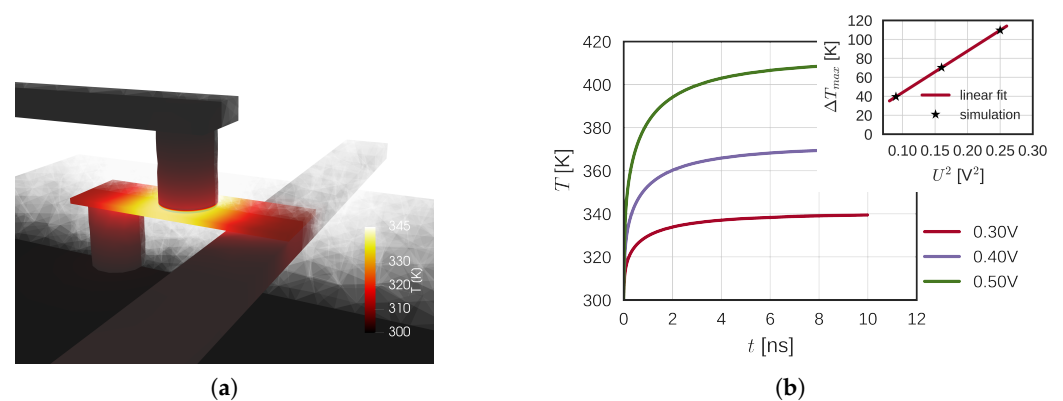 345
330
320
310
300
T (K)
(a)
420
400
380
360
340
320
300
T [K]
0 2 4 6 8 10 12
t [ns]
120
100
80
60
40
20
0
ΔT_max [K]
linear fit
simulation
0.10 0.15 0.20 0.25 0.30
U² [V²]
0.30V
0.40V
0.50V
(b)